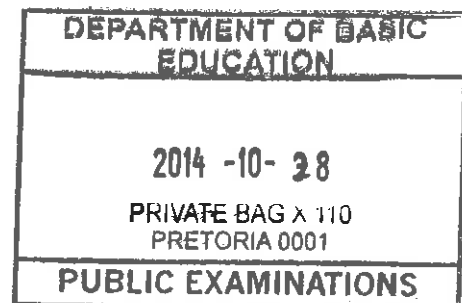 DEPARTMENT OF BASIC
EDUCATION
2014 -10- 28
PRIVATE BAG X 110
PRETORIA 0001
PUBLIC EXAMINATIONS